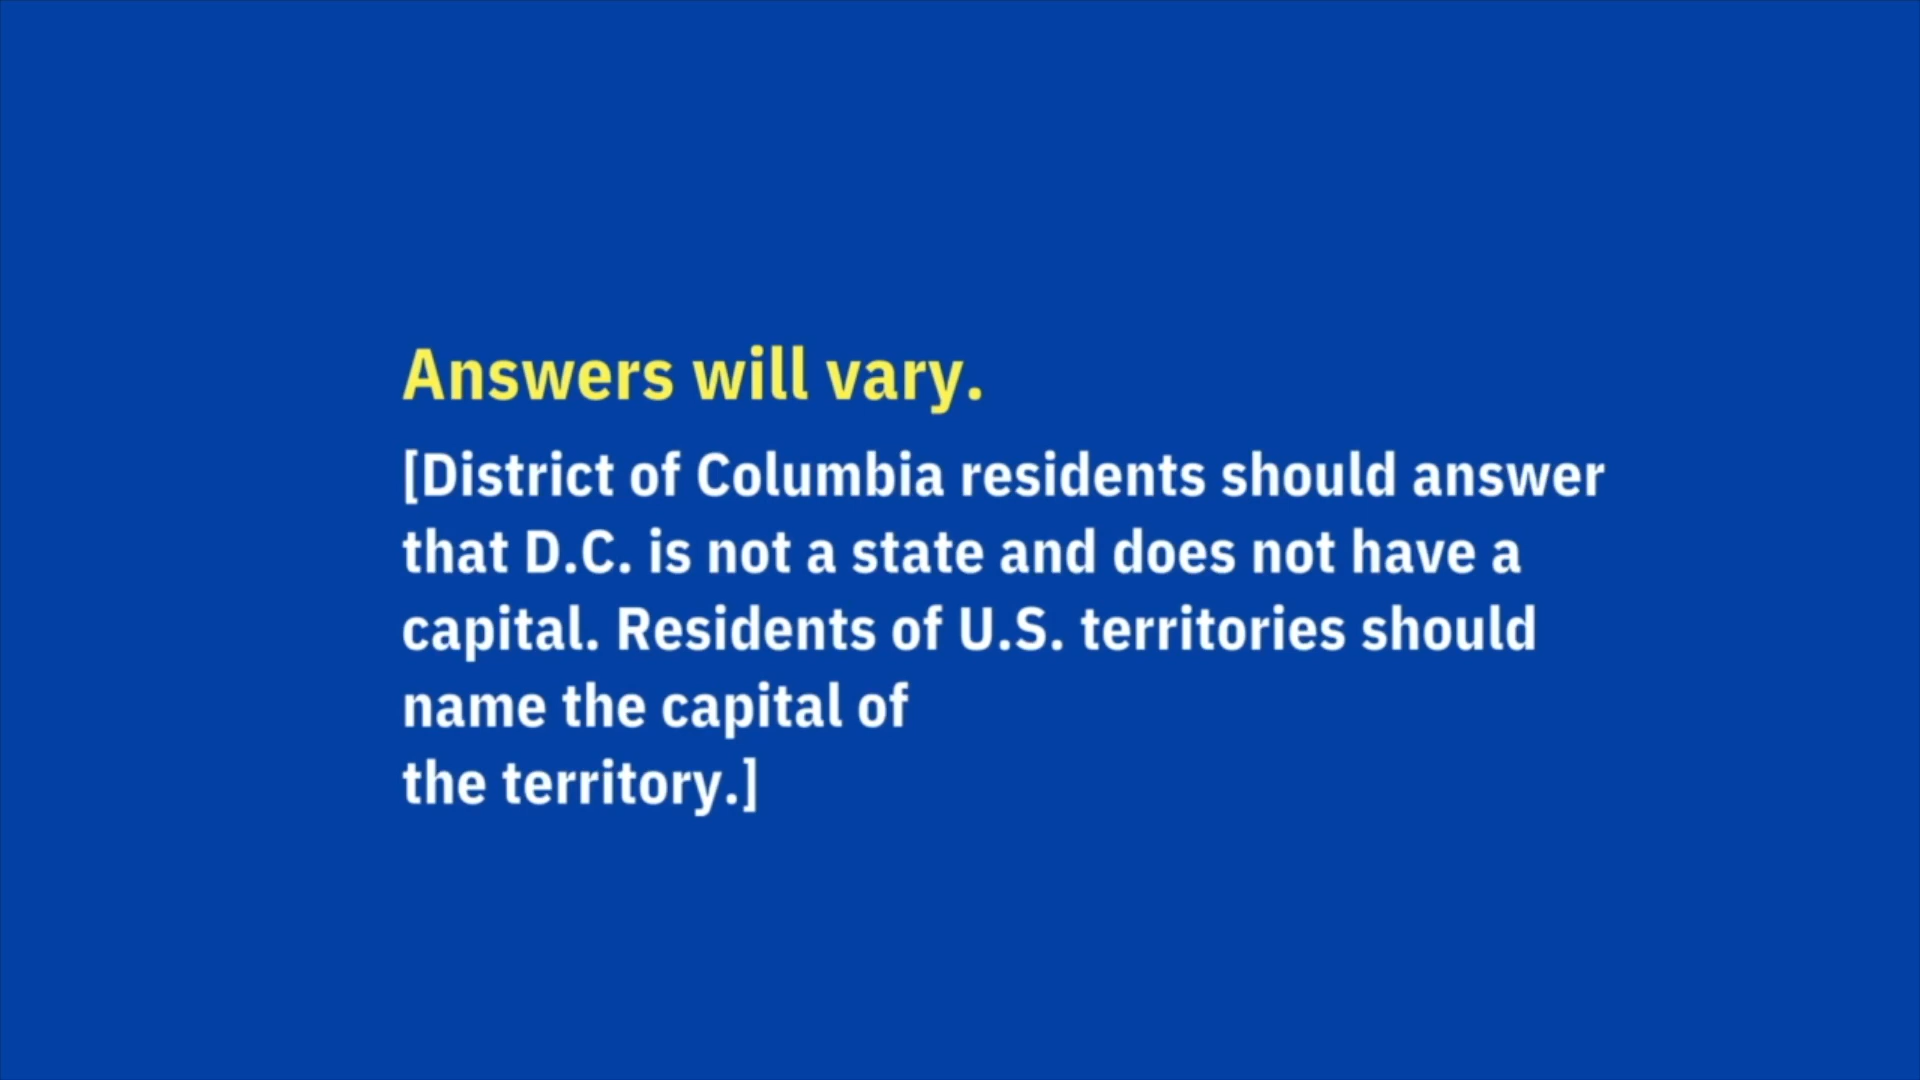 Answers will vary.
[District of Columbia residents should answer
that D.C. is not a state and does not have a
capital. Residents of U.S. territories should
name the capital of
the territory.]